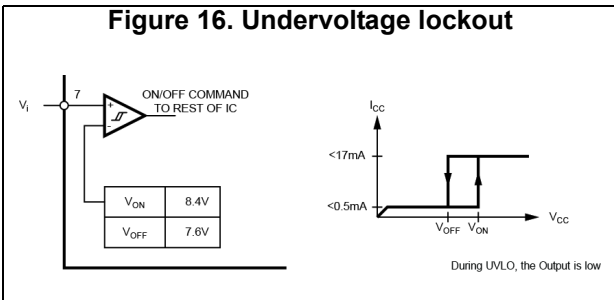 Figure 16. Undervoltage lockout
Vi
7
ON/OFF COMMAND
TO REST OF IC
+
-
VON 8.4V
VOFF 7.6V
ICC
<17mA
<0.5mA
VOFF VON
VCC
During UVLO, the Output is low